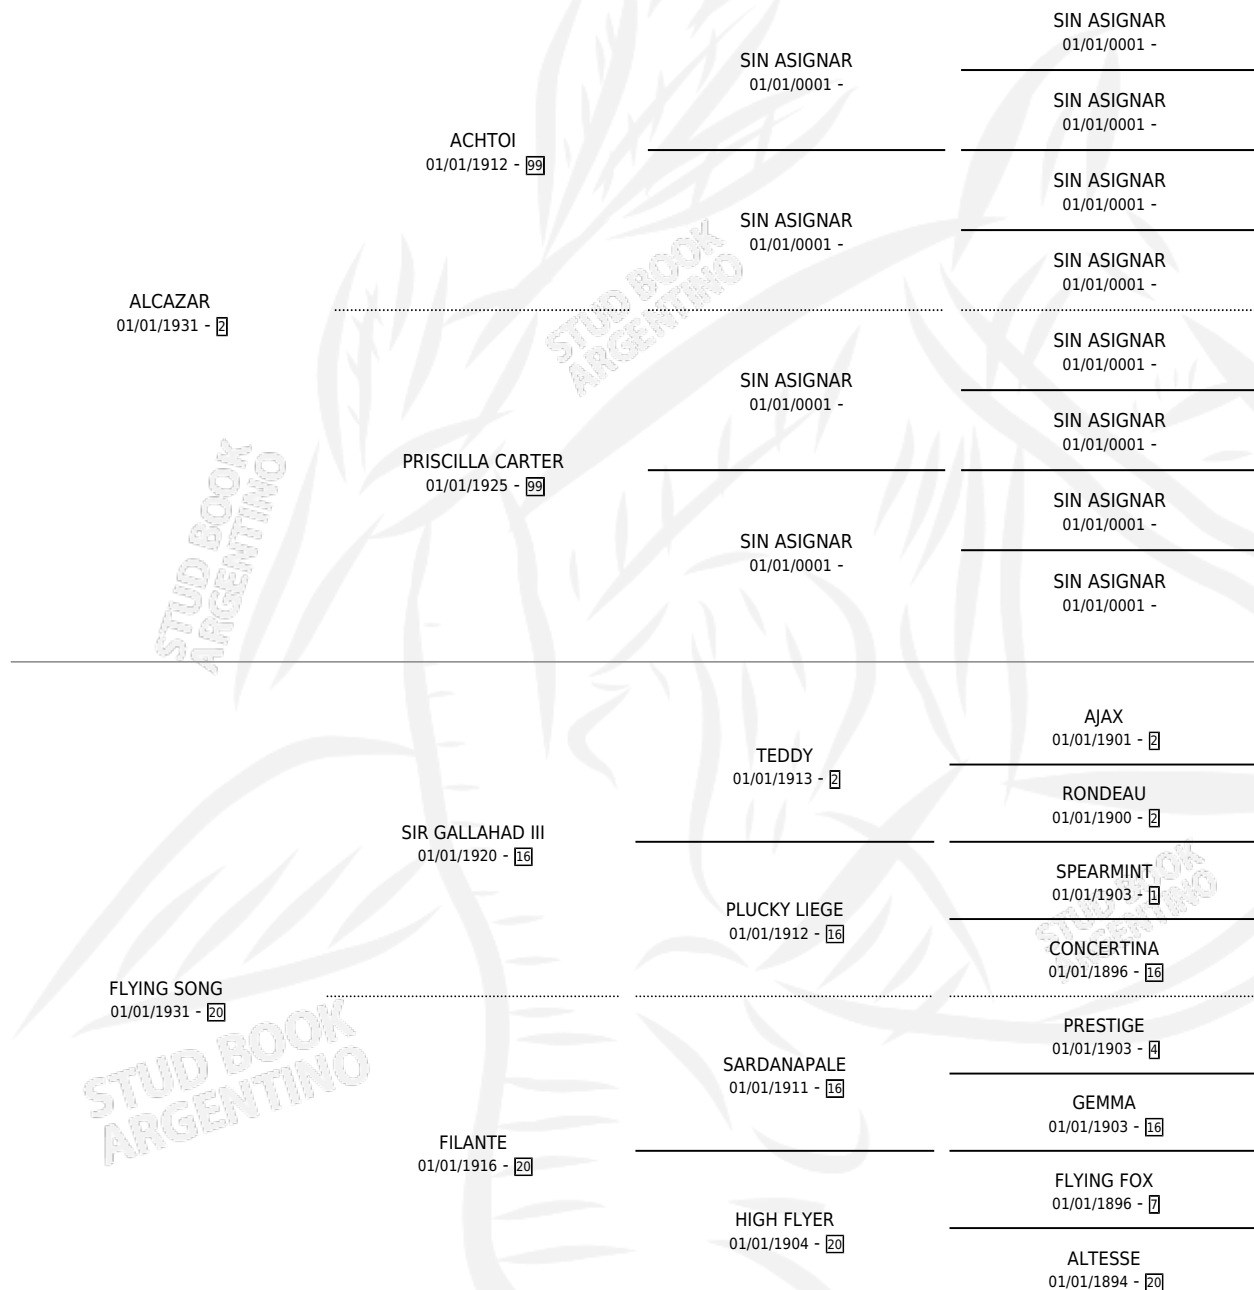 SIN ASIGNAR
01/01/0001 -
SIN ASIGNAR
01/01/0001 -
SIN ASIGNAR
01/01/0001 -
ACHTOI
01/01/1912 - 99
SIN ASIGNAR
01/01/0001 -
SIN ASIGNAR
01/01/0001 -
SIN ASIGNAR
01/01/0001 -
STUD BOOK
ARGENTINO
ALCAZAR
01/01/1931 - 2
SIN ASIGNAR
01/01/0001 -
SIN ASIGNAR
01/01/0001 -
SIN ASIGNAR
01/01/0001 -
PRISCILLA CARTER
01/01/1925 - 99
SIN ASIGNAR
01/01/0001 -
SIN ASIGNAR
01/01/0001 -
SIN ASIGNAR
01/01/0001 -
STUD BOOK
ARGENTINO
AJAX
01/01/1901 - 2
TEDDY
01/01/1913 - 2
RONDEAU
01/01/1900 - 2
SIR GALLAHAD III
01/01/1920 - 16
SPEARMINT
01/01/1903 - 1
PLUCKY LIEGE
01/01/1912 - 16
STUD BOOK
ARGENTINO
CONCERTINA
01/01/1896 - 16
FLYING SONG
01/01/1931 - 20
PRESTIGE
01/01/1903 - 4
STUD BOOK
ARGENTINO
SARDANAPALE
01/01/1911 - 16
GEMMA
01/01/1903 - 16
FILANTE
01/01/1916 - 20
FLYING FOX
01/01/1896 - 7
HIGH FLYER
01/01/1904 - 20
ALTESSE
01/01/1894 - 20